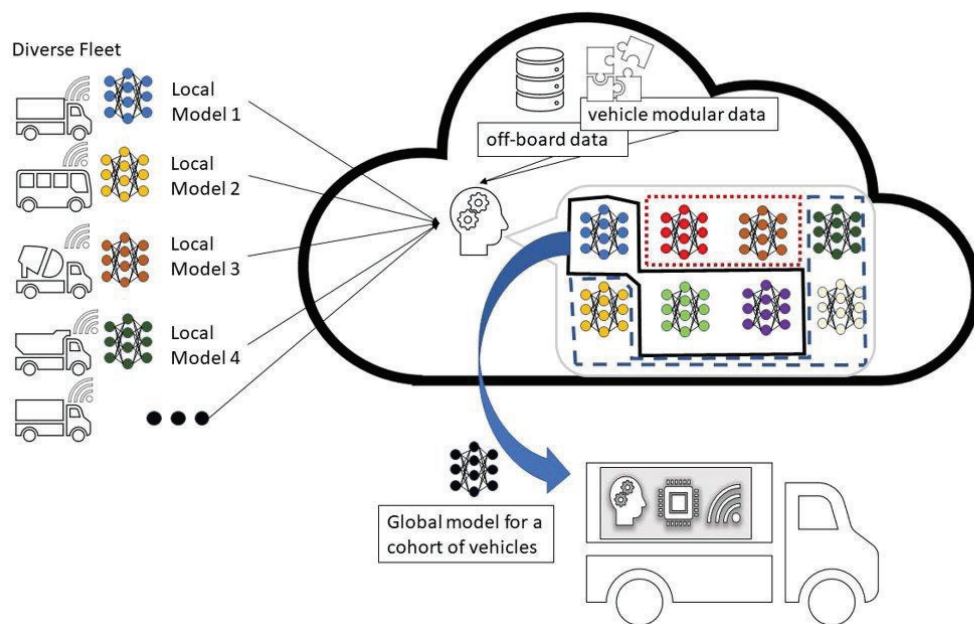 Diverse Fleet
Local
Model 1
Local
Model 2
Local
Model 3
Local
Model 4
vehicle modular data
off-board data
Global model for a
cohort of vehicles